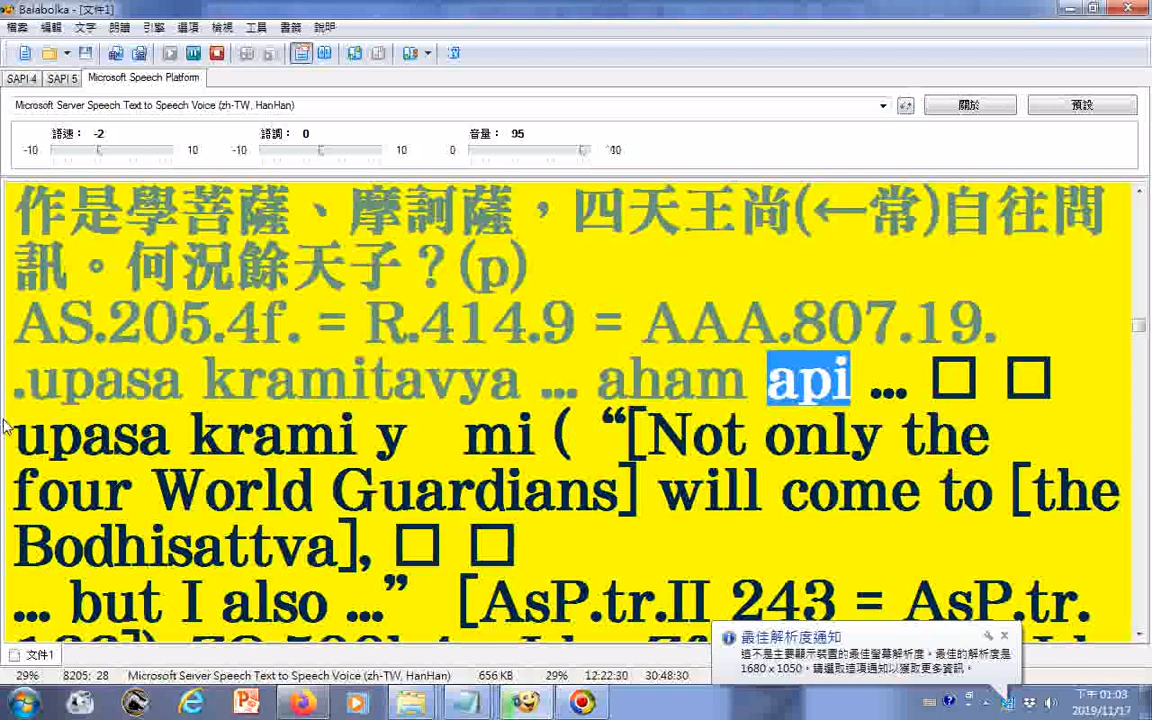 Balabolka - [文件1]
檔案 編輯 文字 朗讀 引擎 選項 檢視 工具 書籤 說明
SAPI 4 SAPI 5 Microsoft Speech Platform
Microsoft Server Speech Text to Speech Voice (zh-TW, HanHan) 關於 預設
語速： -2 語調： 0 音量： 95
-10 10 -10 10 0 100
作是學菩薩、摩訶薩，四天王尚(←常)自往問
訊。何況餘天子？(p)
AS.205.4f. = R.414.9 = AAA.807.19.
.upasa kramitavya ... aham api ... □ □
upasa krami y mi ( “[Not only the
four World Guardians] will come to [the
Bodhisattva], □ □
... but I also ...” [AsP.tr.II 243 = AsP.tr.
最佳解析度通知
這不是主要顯示裝置的最佳螢幕解析度。最佳的解析度是
1680 x 1050。請選取這項通知以獲取更多資訊。
文件1
29% 8205: 28 Microsoft Server Speech Text to Speech Voice (zh-TW, HanHan) 656 KB 29% 12:22:30 30:48:30
下午 01:03
2019/11/17